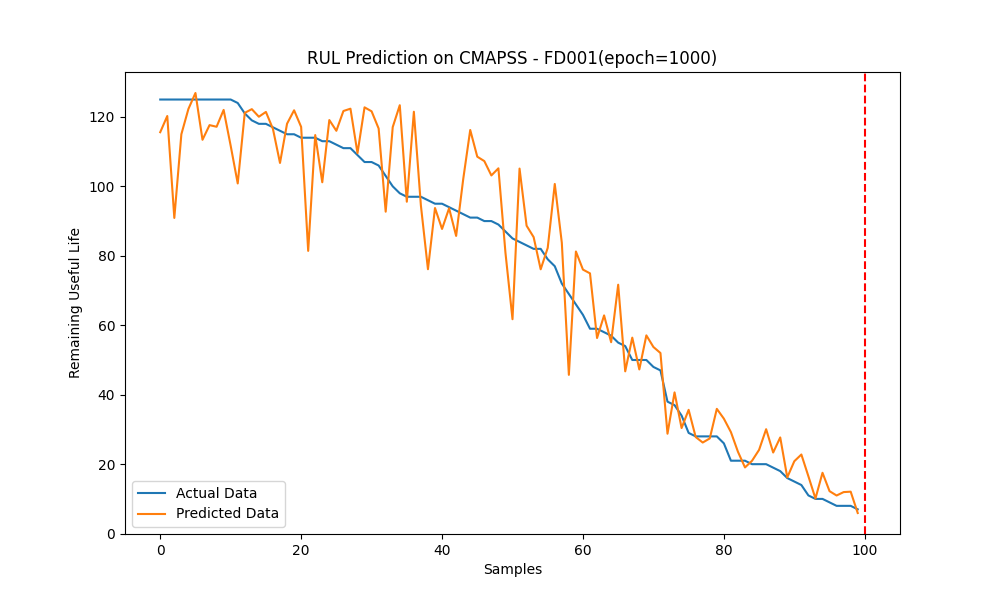 RUL Prediction on CMAPSS - FD001(epoch=1000)
Remaining Useful Life
120
100
80
60
40
20
0
Actual Data
Predicted Data
0 20 40 60 80 100
Samples